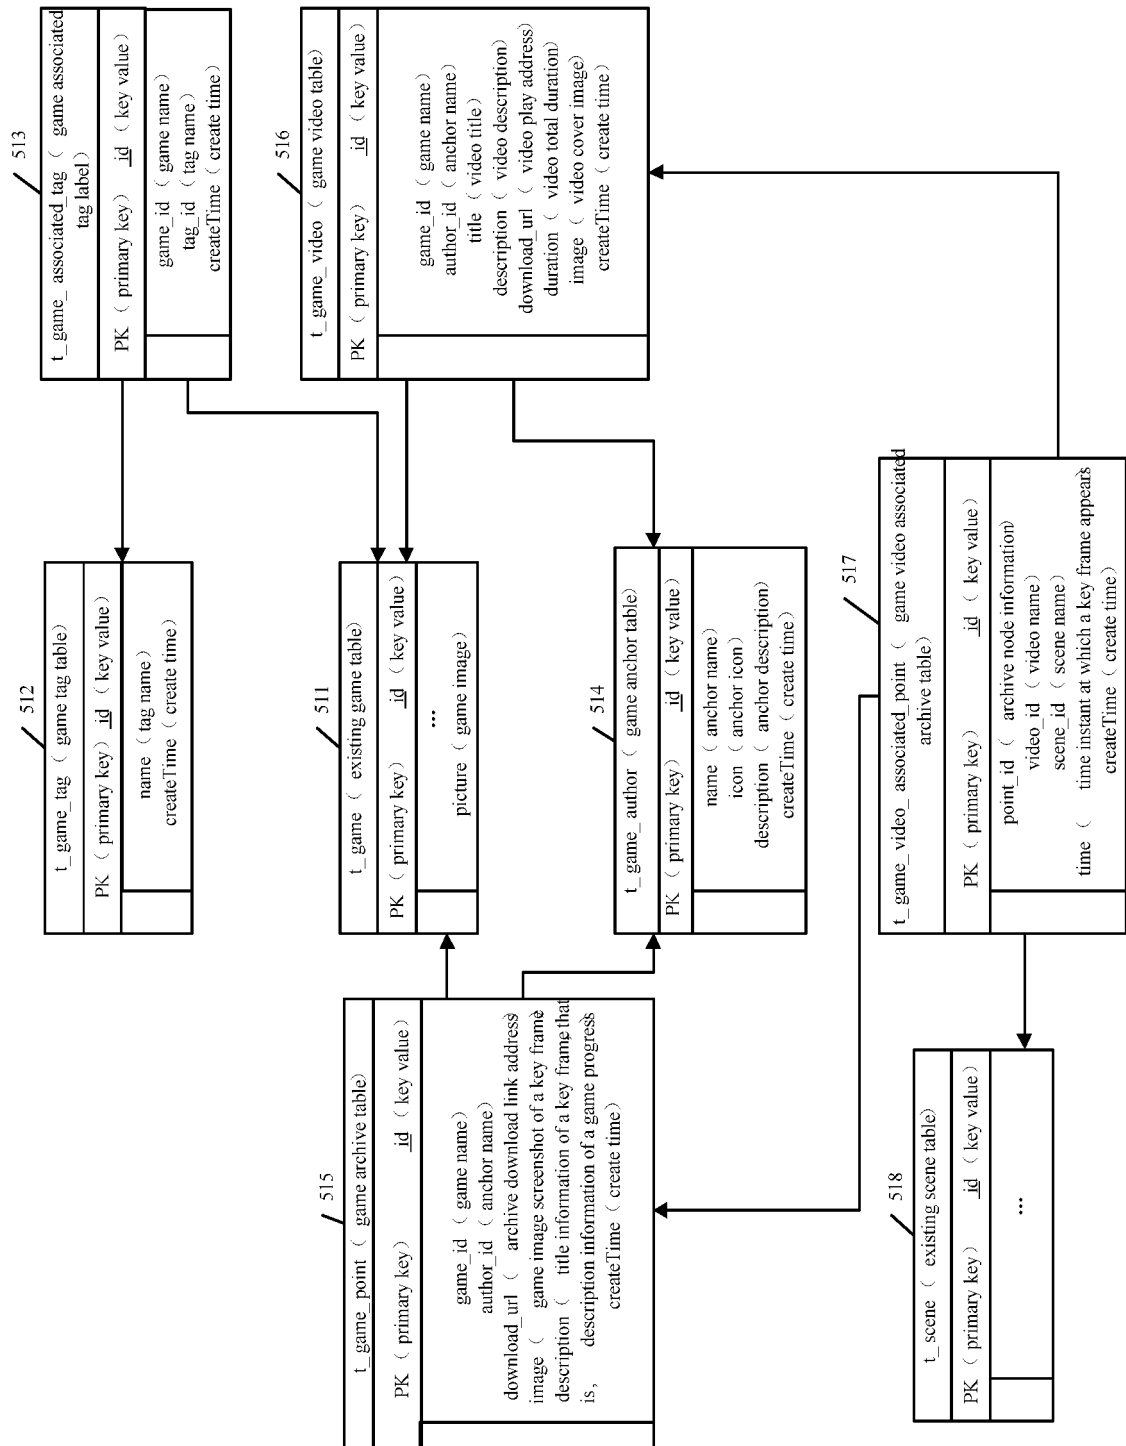 513
t_game_associated_tag（game associated
tag label）
PK（primary key） id（key value）
game_id（game name）
tag_id（tag name）
createTime（create time）
516
t_game_video（game video table）
PK（primary key） id（key value）
game_id（game name）
author_id（anchor name）
title（video title）
description（video description）
download_url（video play address）
duration（video total duration）
image（video cover image）
createTime（create time）
512
t_game_tag（game tag table）
PK（primary key） id（key value）
name（tag name）
createTime（create time）
511
t_game（existing game table）
PK（primary key） id（key value）
...
picture（game image）
514
t_game_author（game anchor table）
PK（primary key） id（key value）
name（anchor name）
icon（anchor icon）
description（anchor description）
createTime（create time）
517
t_game_video_associated_point（game video associated
archive table）
PK（primary key） id（key value）
point_id（archive node information）
video_id（video name）
scene_id（scene name）
time（time instant at which a key frame appears）
createTime（create time）
515
t_game_point（game archive table）
PK（primary key） id（key value）
game_id（game name）
author_id（anchor name）
download_url（archive download link address）
image（game image screenshot of a key frame）
description（title information of a key frame, that
is, description information of a game progress）
createTime（create time）
518
t_scene（existing scene table）
PK（primary key） id（key value）
...